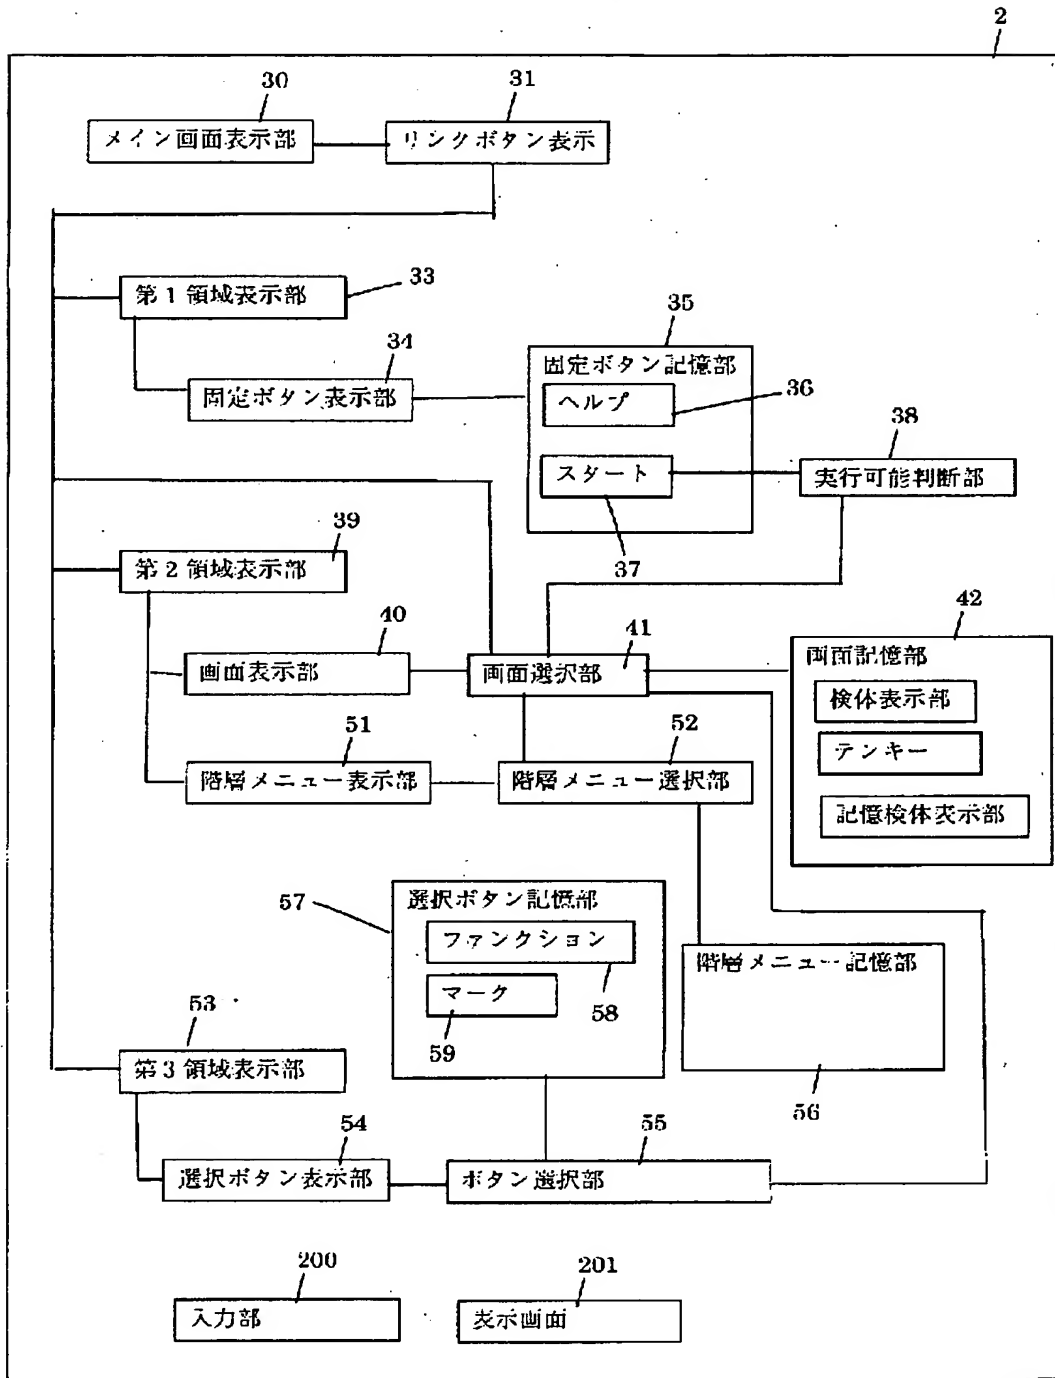 2
30
31
メイン画面表示部
リンクボタン表示
第1領域表示部
33
34
固定ボタン表示部
35
固定ボタン記憶部
ヘルプ
36
スタート
37
38
実行可能判断部
39
第2領域表示部
40
画面表示部
41
画面選択部
42
画面記憶部
検体表示部
テンキー
記憶検体表示部
51
階層メニュー表示部
52
階層メニュー選択部
57
選択ボタン記憶部
ファンクション
58
マーク
59
階層メニュー記憶部
56
53
第3領域表示部
54
選択ボタン表示部
55
ボタン選択部
200
入力部
201
表示画面